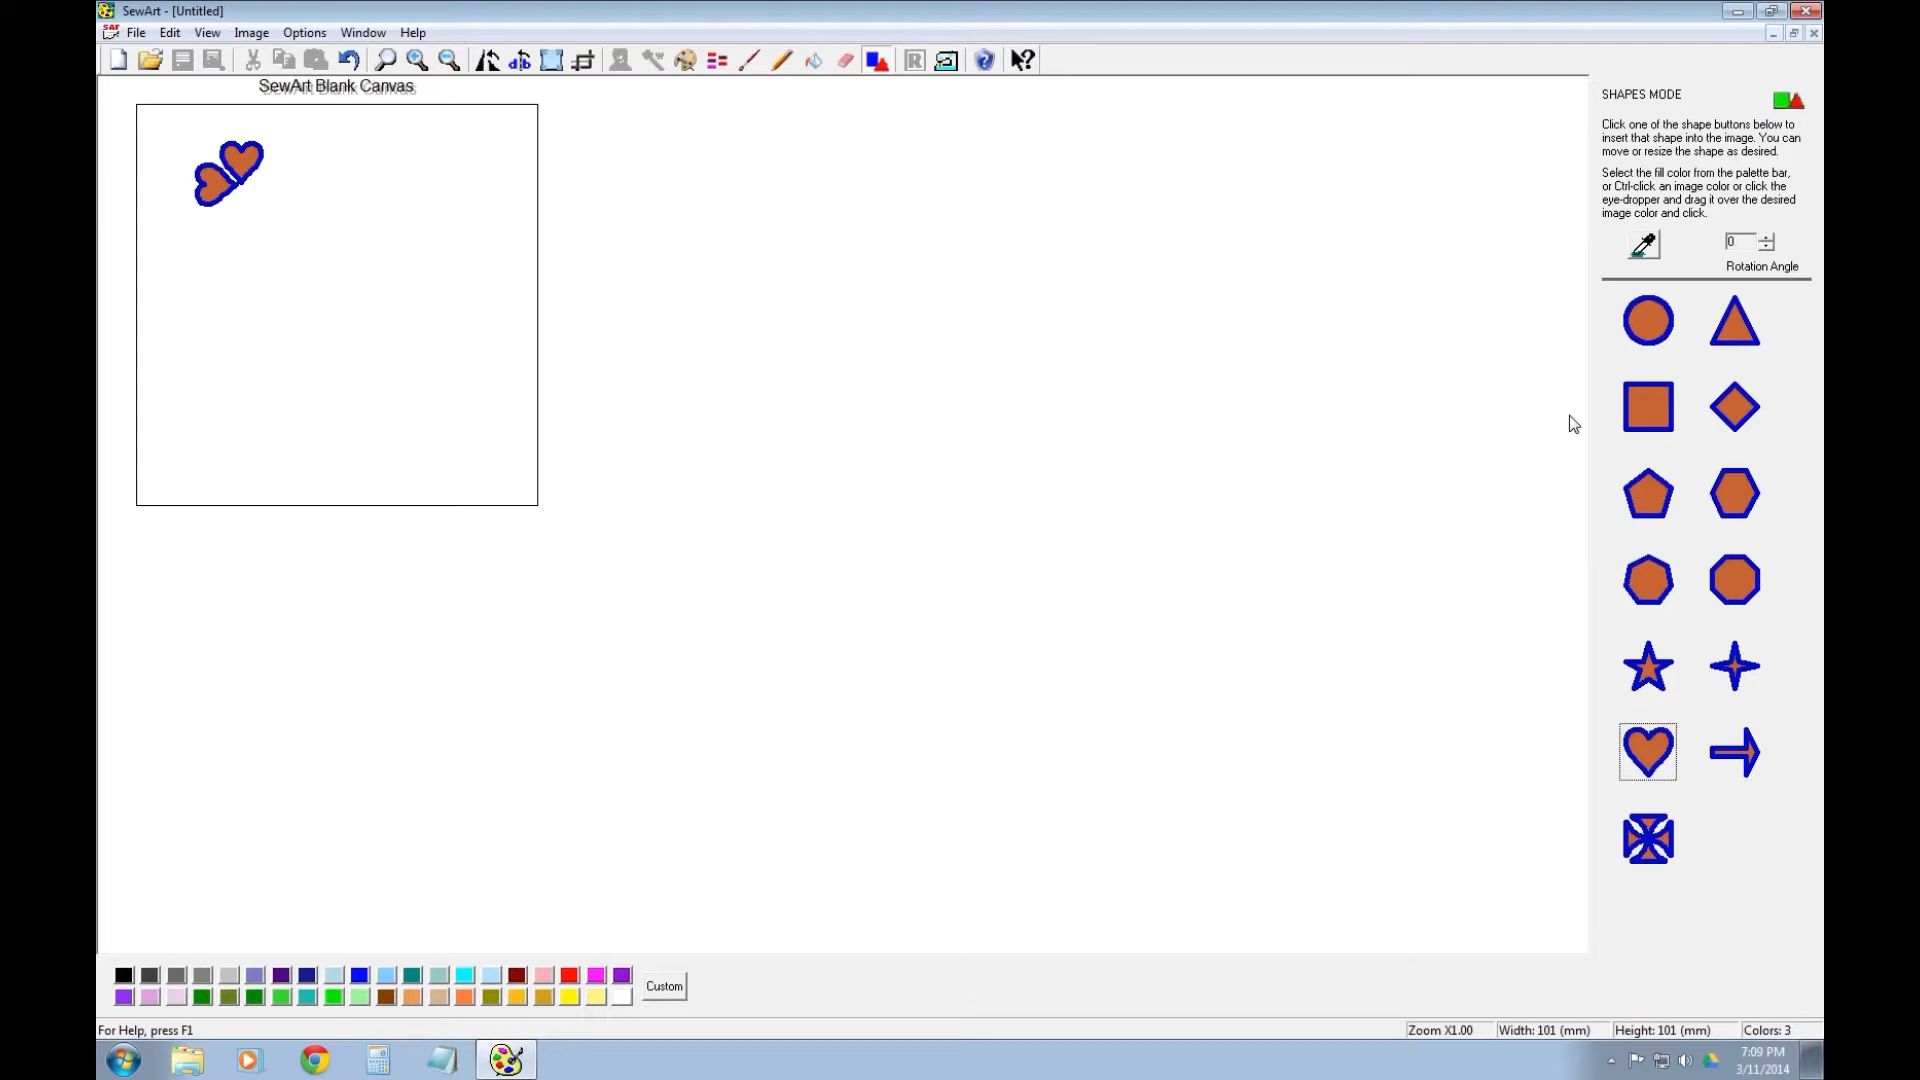 SewArt - [Untitled]
SAF File Edit View Image Options Window Help
SewArt Blank Canvas
SHAPES MODE
Click one of the shape buttons below to
insert that shape into the image. You can
move or resize the shape as desired.
Select the fill color from the palette bar,
or Ctrl-click an image color or click the
eye-dropper and drag it over the desired
image color and click.
0
Rotation Angle
Custom
For Help, press F1 Zoom X1.00 Width: 101 (mm) Height: 101 (mm) Colors: 3
7:09 PM
3/11/2014